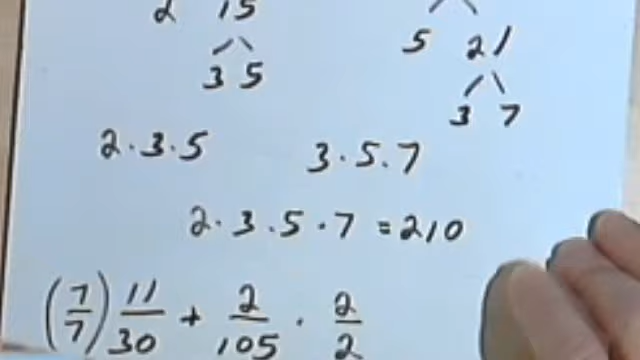 2 15 5 21
3 5 3 7
2·3·5 3·5·7
2·3·5·7 = 210
(7/7) 11/30 + 2/105 · 2/2